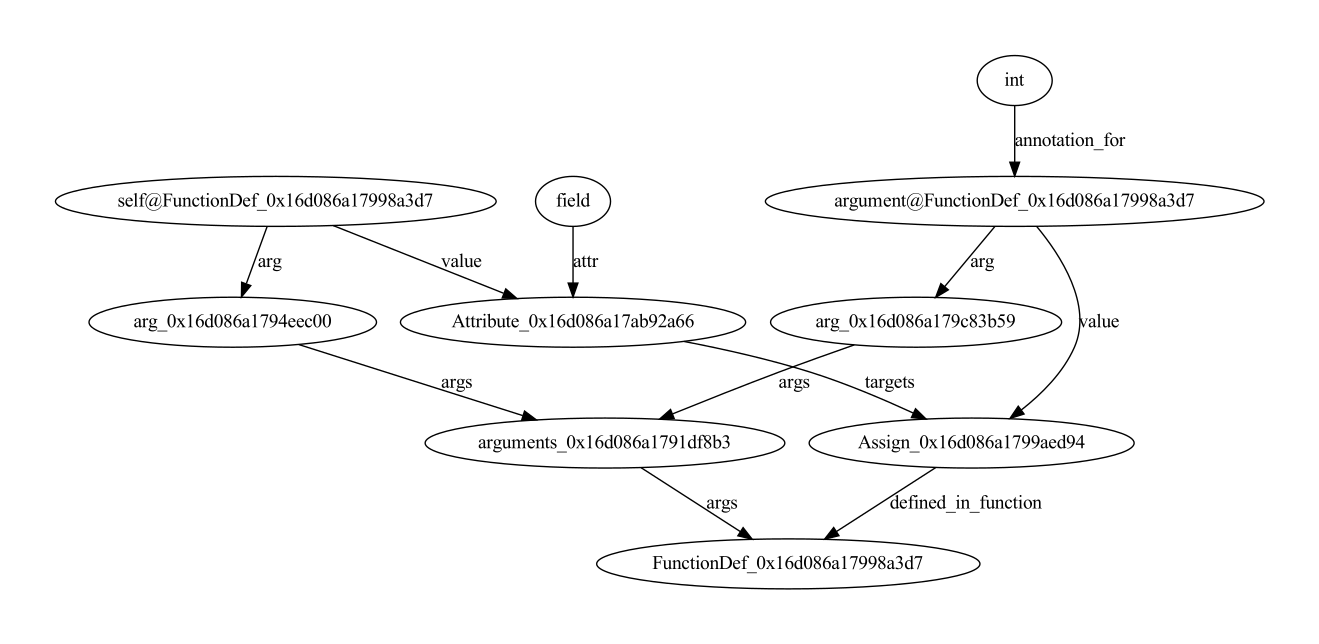 int
annotation_for
self@FunctionDef_0x16d086a17998a3d7
field
argument@FunctionDef_0x16d086a17998a3d7
arg
value
attr
arg
value
arg_0x16d086a1794eec00
Attribute_0x16d086a17ab92a66
arg_0x16d086a179c83b59
args
args
targets
arguments_0x16d086a1791df8b3
Assign_0x16d086a1799aed94
args
defined_in_function
FunctionDef_0x16d086a17998a3d7